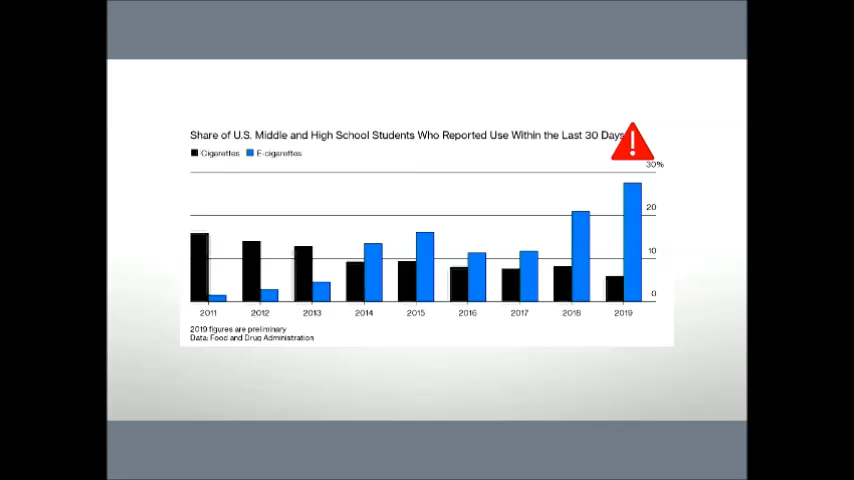 Share of U.S. Middle and High School Students Who Reported Use Within the Last 30 Days
Cigarettes E-cigarettes
!
30%
20
10
0
2011 2012 2013 2014 2015 2016 2017 2018 2019
2019 figures are preliminary
Data: Food and Drug Administration